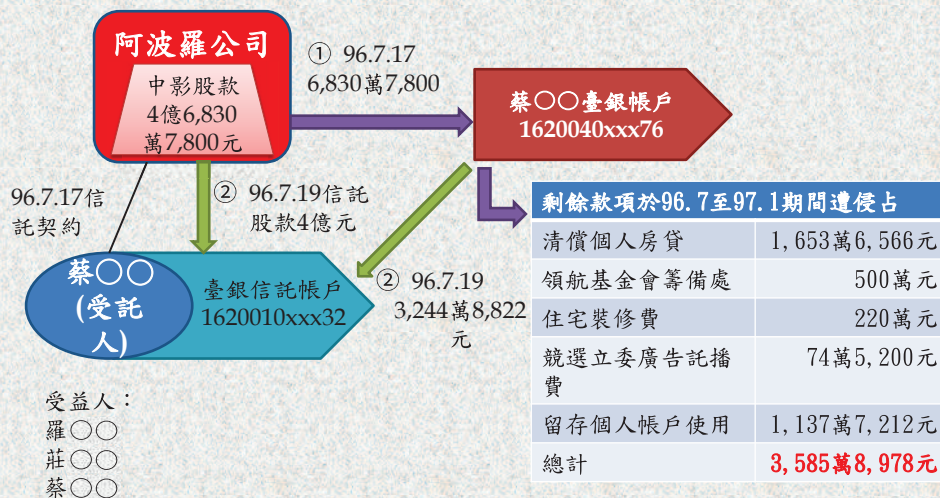 阿波羅公司
中影股款
4億6,830
萬7,800元
① 96.7.17
6,830萬7,800
蔡〇〇臺銀帳戶
1620040xxx76
96.7.17信
託契約
② 96.7.19信託
股款4億元
蔡〇〇
(受託
人)
臺銀信託帳戶
1620010xxx32
② 96.7.19
3,244萬8,822
元
受益人：
羅〇〇
莊〇〇
蔡〇〇
剩餘款項於96.7至97.1期間遭侵占
清償個人房貸 1,653萬6,566元
領航基金會籌備處 500萬元
住宅裝修費 220萬元
競選立委廣告託播
費 74萬5,200元
留存個人帳戶使用 1,137萬7,212元
總計 3,585萬8,978元